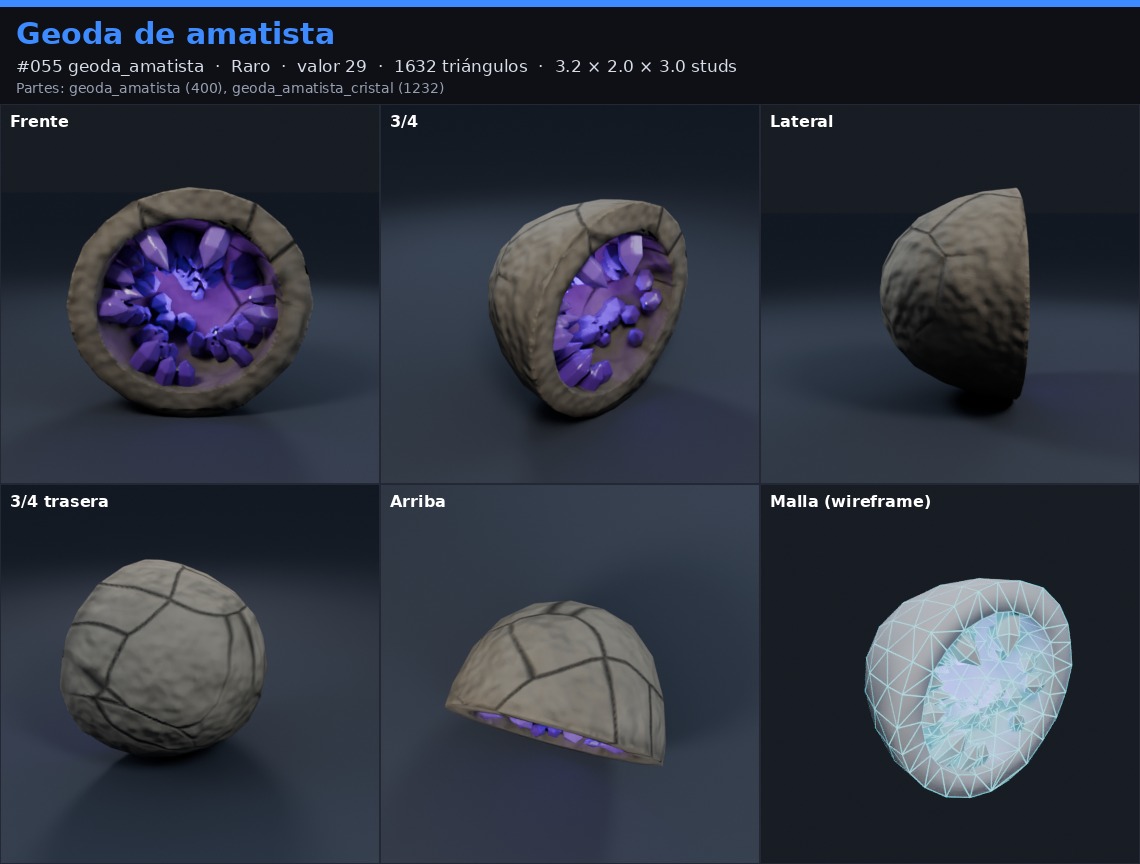 Geoda de amatista
#055 geoda_amatista · Raro · valor 29 · 1632 triángulos · 3.2 × 2.0 × 3.0 studs
Partes: geoda_amatista (400), geoda_amatista_cristal (1232)
Frente
3/4
Lateral
3/4 trasera
Arriba
Malla (wireframe)